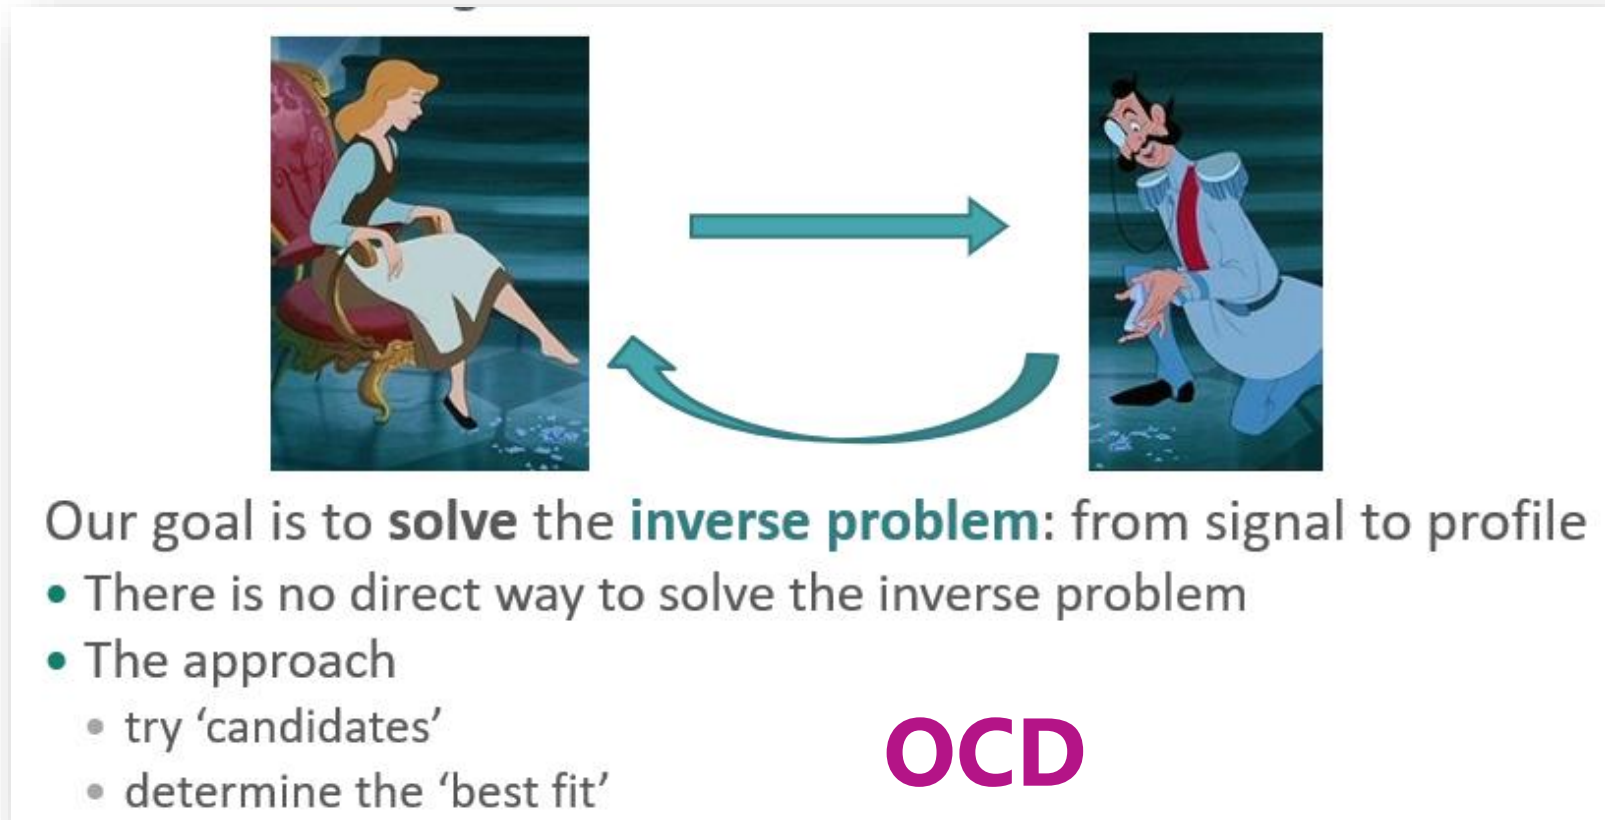 Our goal is to solve the inverse problem: from signal to profile
• There is no direct way to solve the inverse problem
• The approach
• try ‘candidates’
• determine the ‘best fit’
OCD